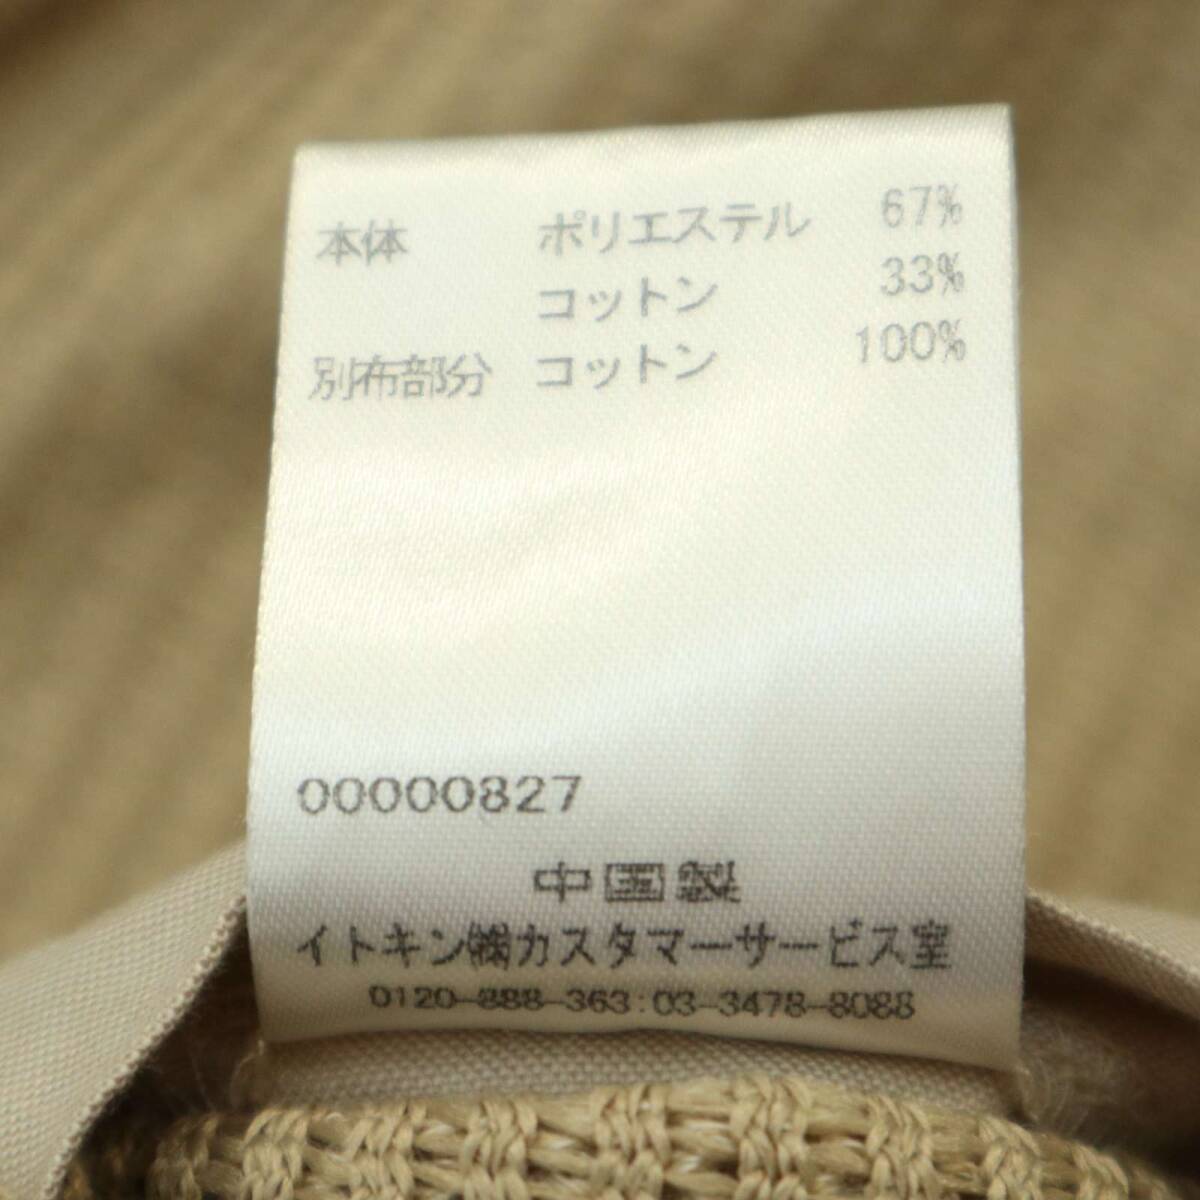 本体 ポリエステル 67%
コットン 33%
別布部分 コットン 100%
00000827
中国製
イトキン㈱カスタマーサービス室
0120-888-363:03-3478-8088